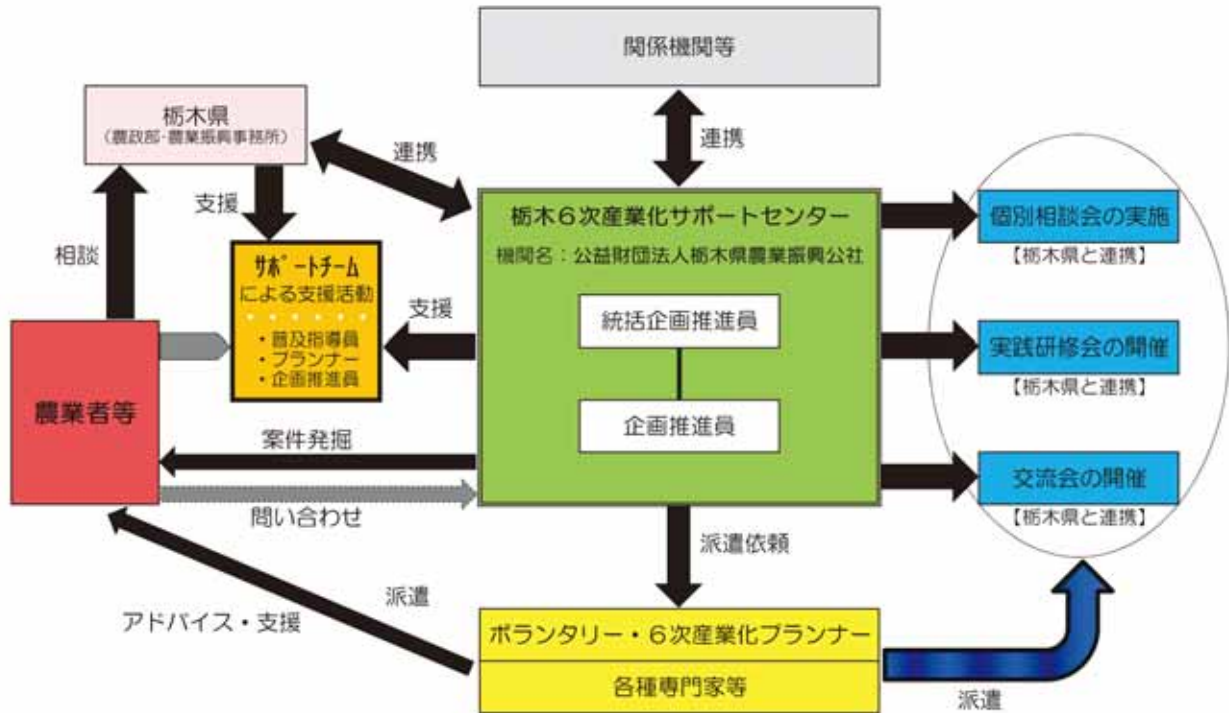 関係機関等
栃木県
（農政部・農業振興事務所）
連携
連携
支援
相談
サポートチーム
による支援活動
・普及指導員
・プランナー
・企画推進員
支援
栃木６次産業化サポートセンター
機関名：公益財団法人栃木県農業振興公社
統括企画推進員
企画推進員
個別相談会の実施
【栃木県と連携】
実践研修会の開催
【栃木県と連携】
交流会の開催
【栃木県と連携】
農業者等
案件発掘
問い合わせ
派遣依頼
派遣
アドバイス・支援
ボランタリー・６次産業化プランナー
各種専門家等
派遣